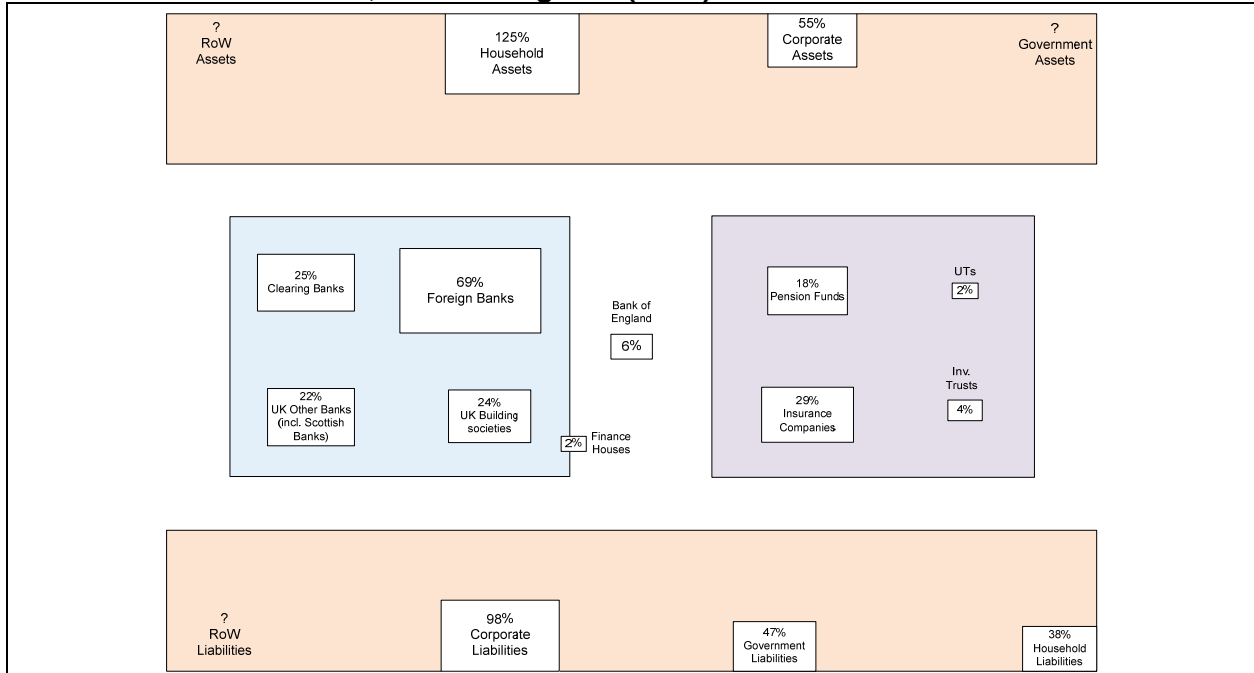 ?
RoW
Assets
125%
Household
Assets
55%
Corporate
Assets
?
Government
Assets
25%
Clearing Banks
69%
Foreign Banks
22%
UK Other Banks
(incl. Scottish
Banks)
24%
UK Building
societies
2%
Finance
Houses
Bank of
England
6%
18%
Pension Funds
UTs
2%
29%
Insurance
Companies
Inv.
Trusts
4%
?
RoW
Liabilities
98%
Corporate
Liabilities
47%
Government
Liabilities
38%
Household
Liabilities